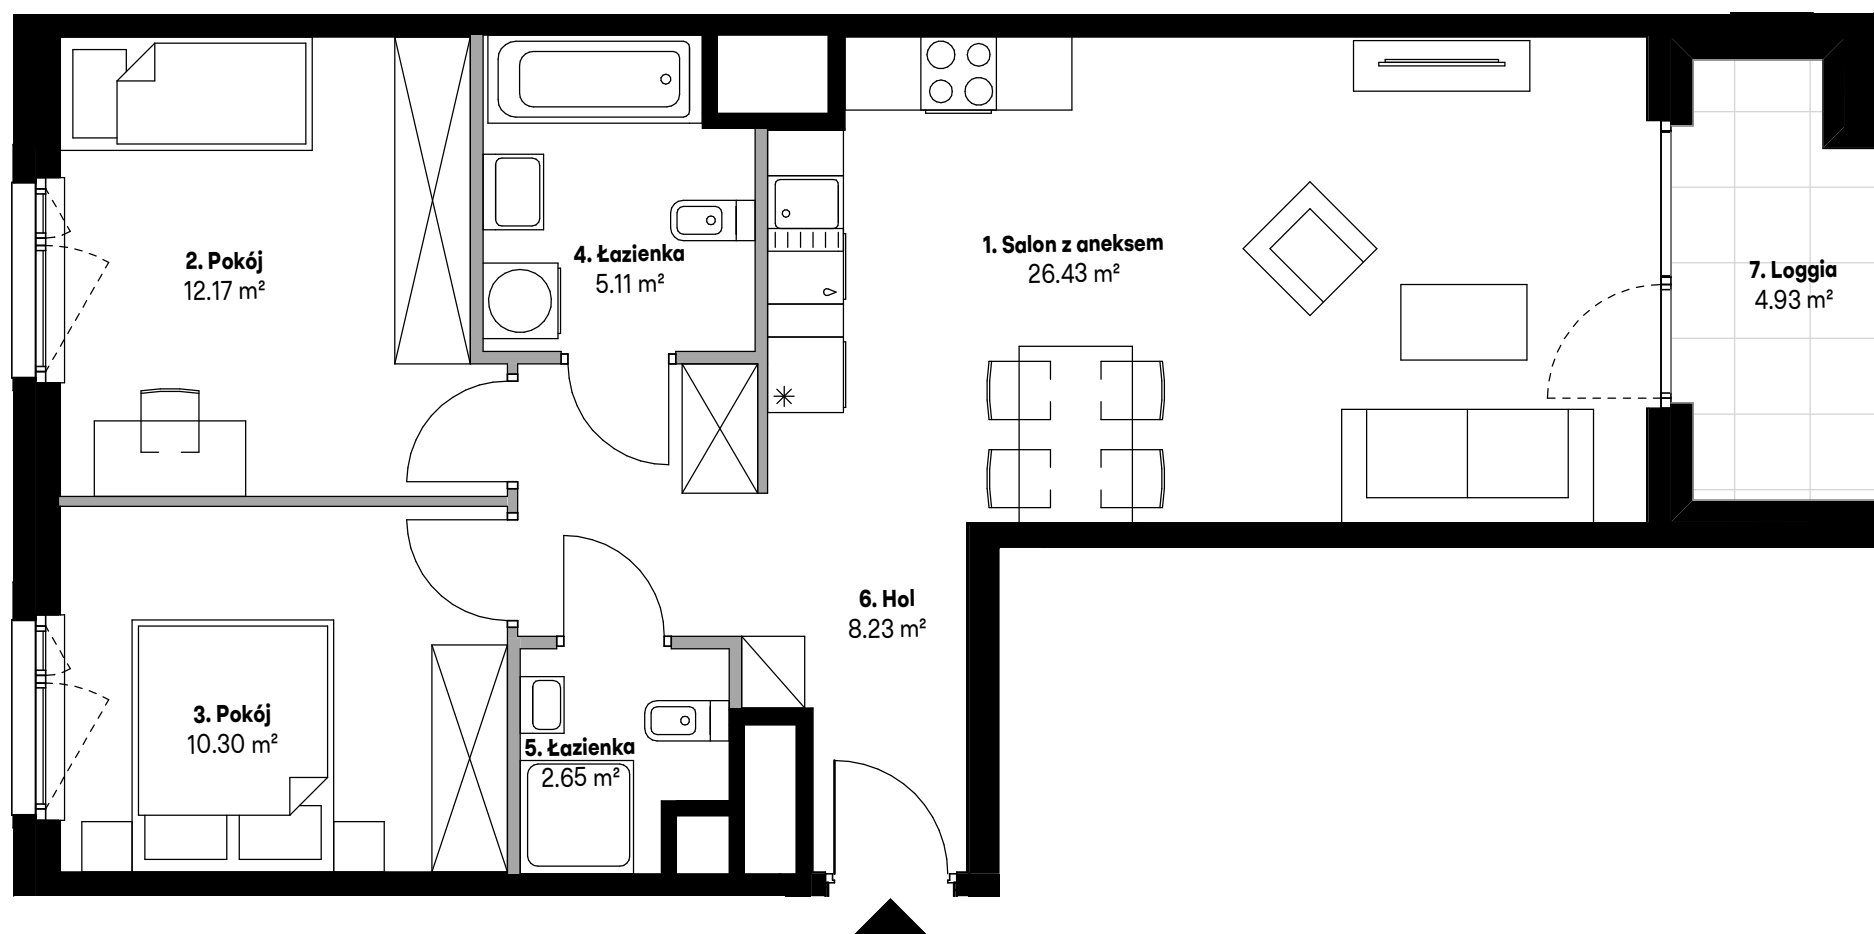 1. Salon z aneksem
26.43 m²
2. Pokój
12.17 m²
3. Pokój
10.30 m²
4. Łazienka
5.11 m²
5. Łazienka
2.65 m²
6. Hol
8.23 m²
7. Loggia
4.93 m²